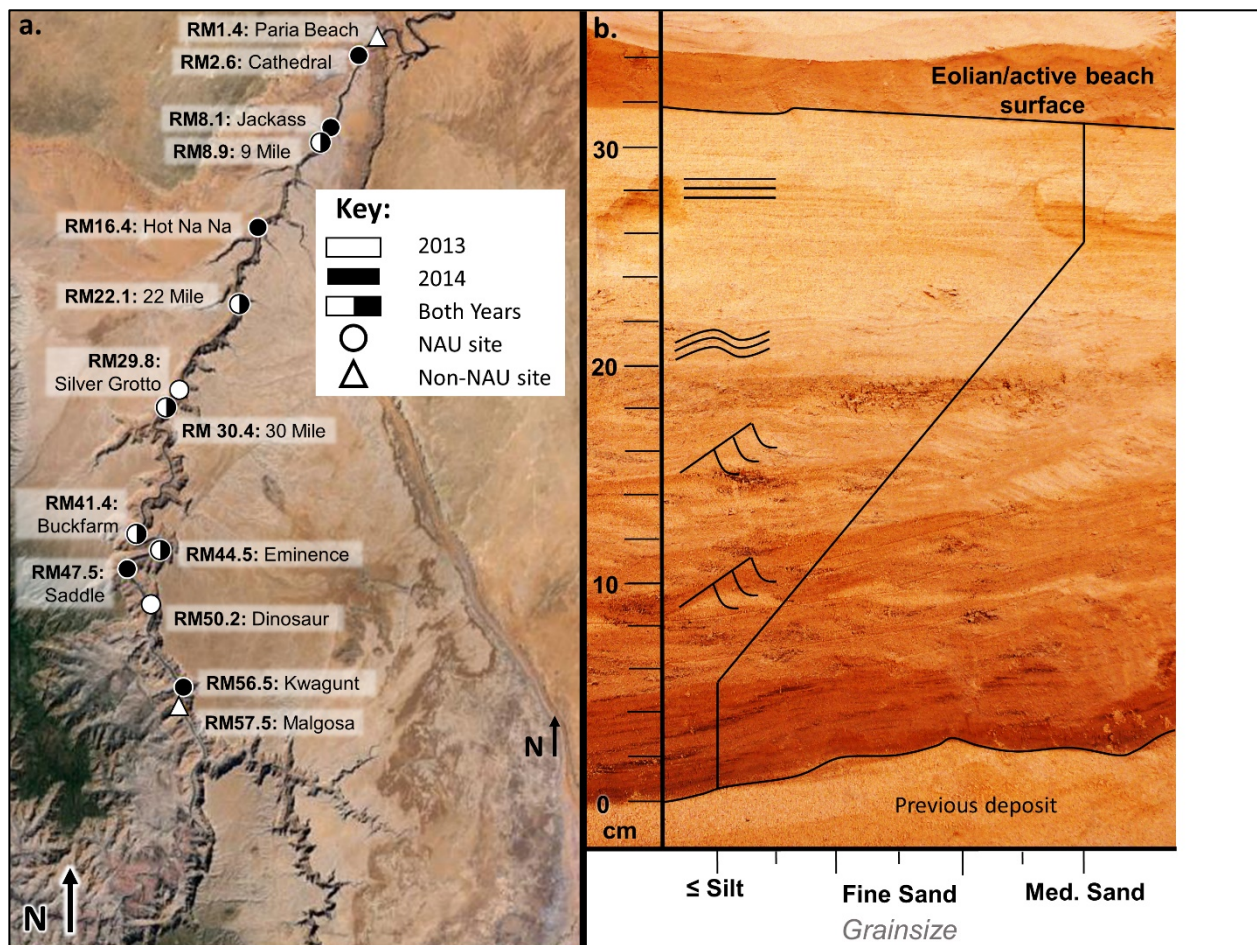 a.
RM1.4: Paria Beach
RM2.6: Cathedral
RM8.1: Jackass
RM8.9: 9 Mile
RM16.4: Hot Na Na
RM22.1: 22 Mile
RM29.8:
Silver Grotto
RM 30.4: 30 Mile
RM41.4:
Buckfarm
RM44.5: Eminence
RM47.5:
Saddle
RM50.2: Dinosaur
RM56.5: Kwagunt
RM57.5: Malgosa
Key:
2013
2014
Both Years
NAU site
Non-NAU site
N
N
b.
Eolian/active beach
surface
30
20
10
0
cm
Previous deposit
≤ Silt
Fine Sand
Med. Sand
Grainsize